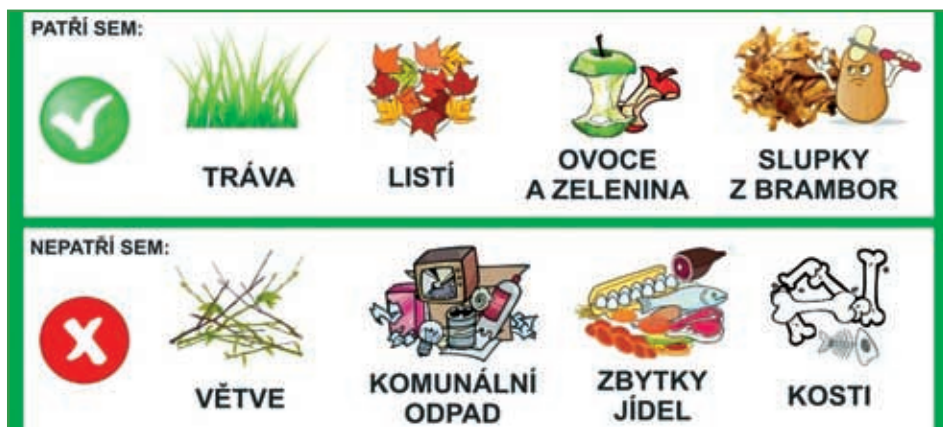 PATŘÍ SEM:
TRÁVA
LISTÍ
OVOCE
A ZELENINA
SLUPKY
Z BRAMBOR
NEPATŘÍ SEM:
VĚTVE
KOMUNÁLNÍ
ODPAD
ZBYTKY
JÍDEL
KOSTI